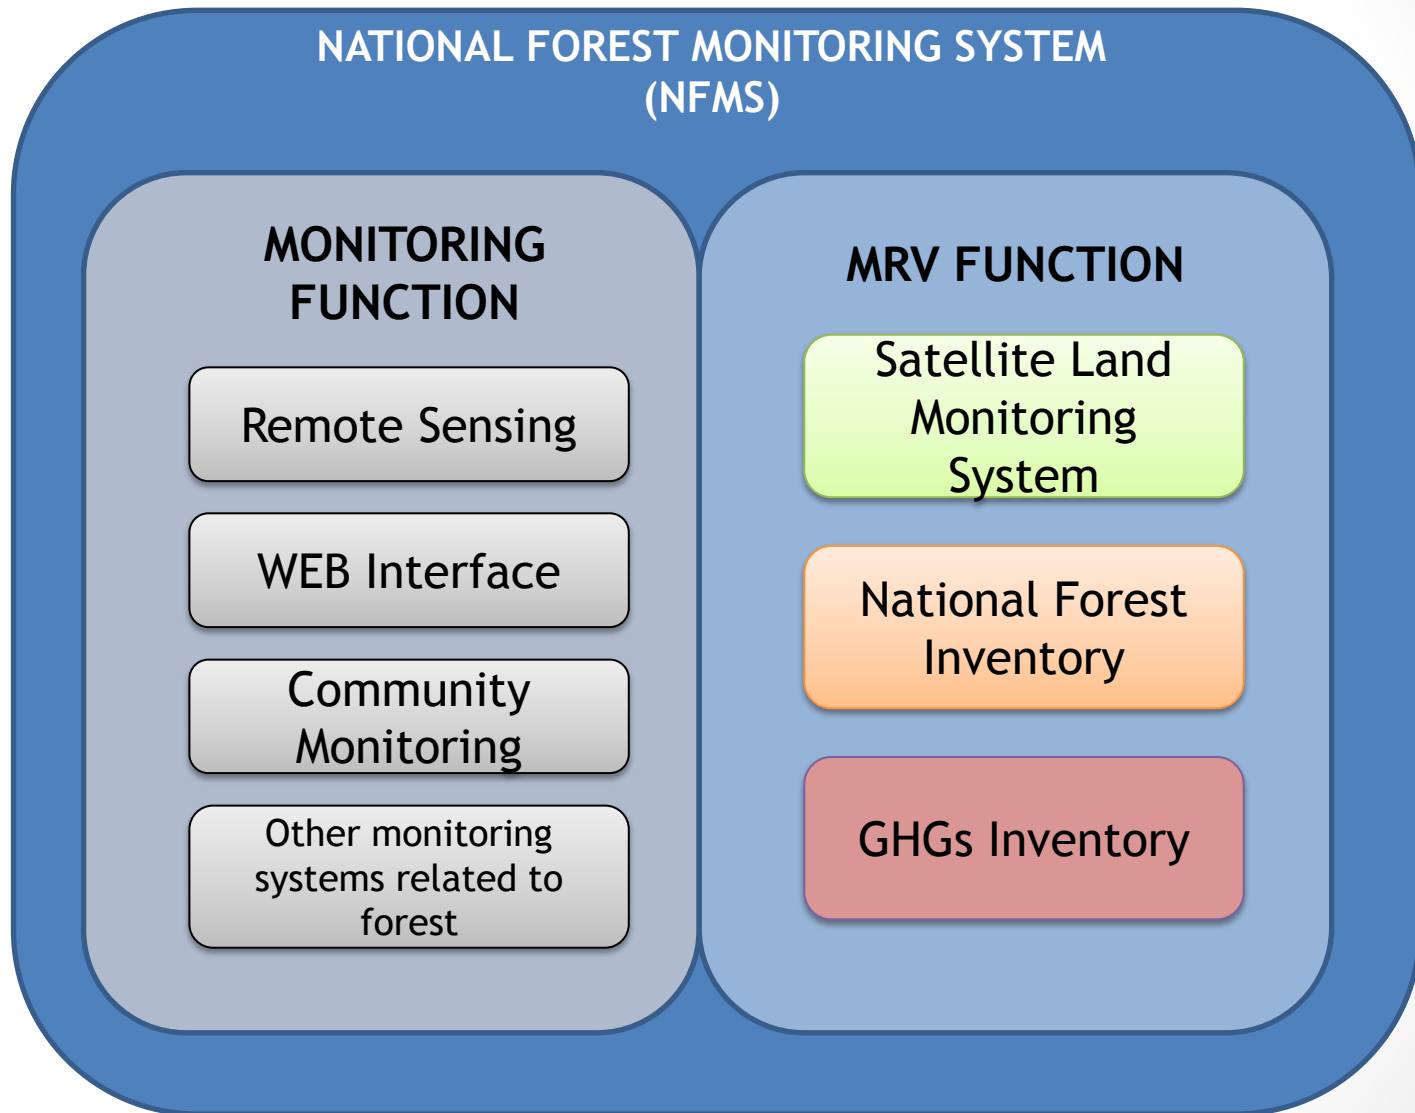 NATIONAL FOREST MONITORING SYSTEM
(NFMS)
MONITORING
FUNCTION
Remote Sensing
WEB Interface
Community
Monitoring
Other monitoring
systems related to
forest
MRV FUNCTION
Satellite Land
Monitoring
System
National Forest
Inventory
GHGs Inventory